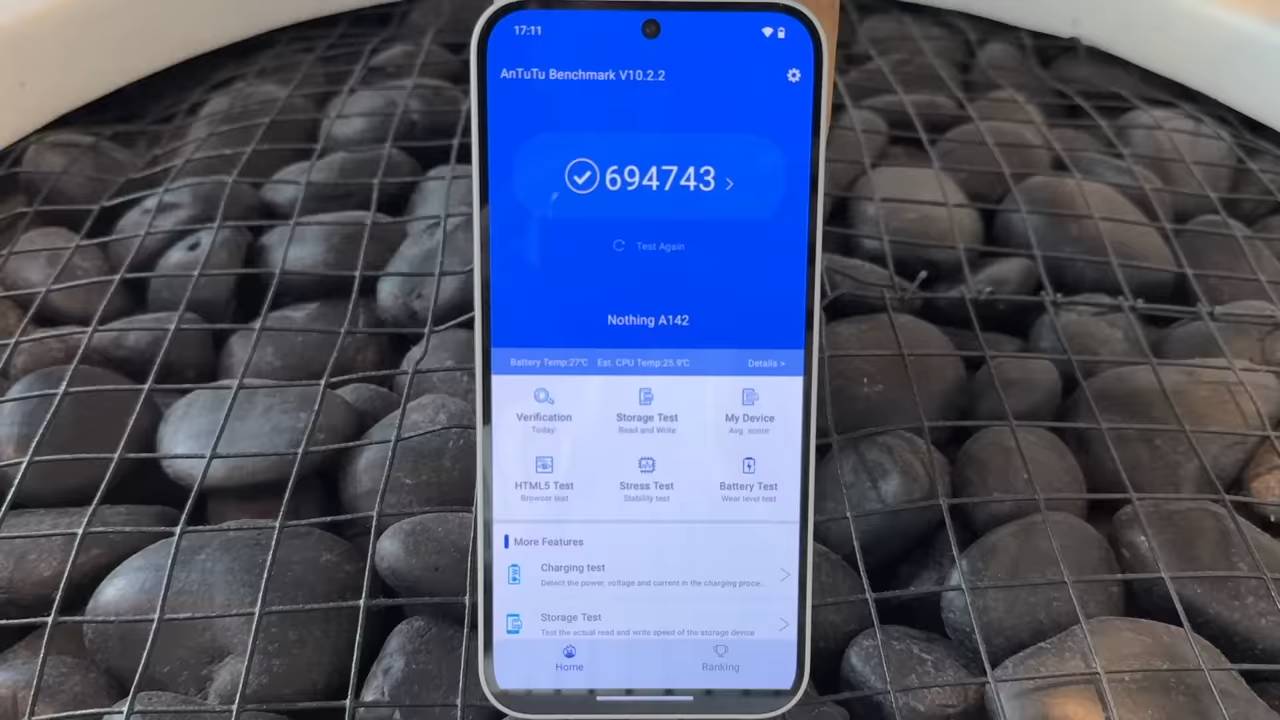 17:11
AnTuTu Benchmark V10.2.2
694743
Test Again
Nothing A142
Battery Temp:27℃ Est. CPU Temp:25.9℃ Details >
Verification Storage Test My Device
Today Read and Write Avg. score
HTML5 Test Stress Test Battery Test
Browser test Stability test Wear level test
More Features
Charging test
Detect the power, voltage and current in the charging proce...
Storage Test
Test the actual read and write speed of the storage device
Home Ranking